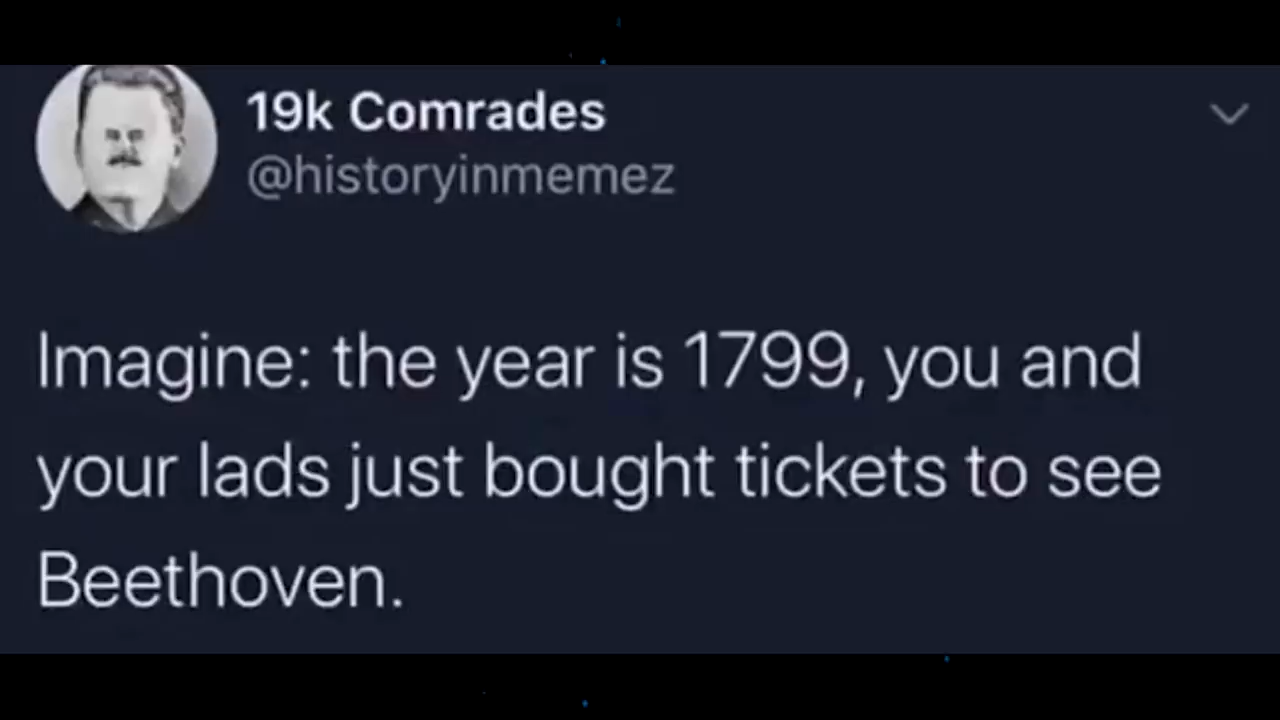 19k Comrades
@historyinmemez
Imagine: the year is 1799, you and
your lads just bought tickets to see
Beethoven.